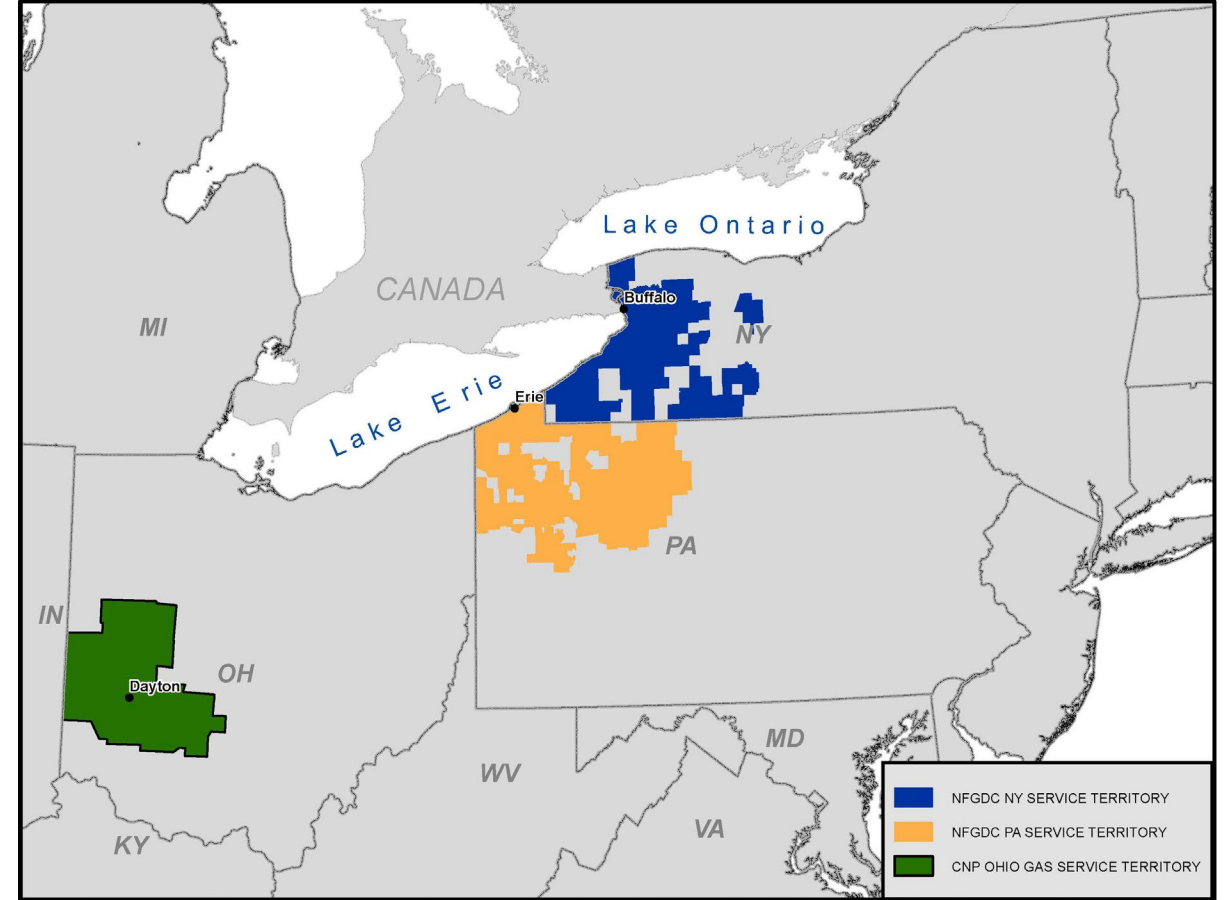 Lake Ontario
CANADA
Buffalo
MI
NY
Lake Erie
Erie
PA
IN
OH
Dayton
MD
WV
VA
KY
NFGDC NY SERVICE TERRITORY
NFGDC PA SERVICE TERRITORY
CNP OHIO GAS SERVICE TERRITORY